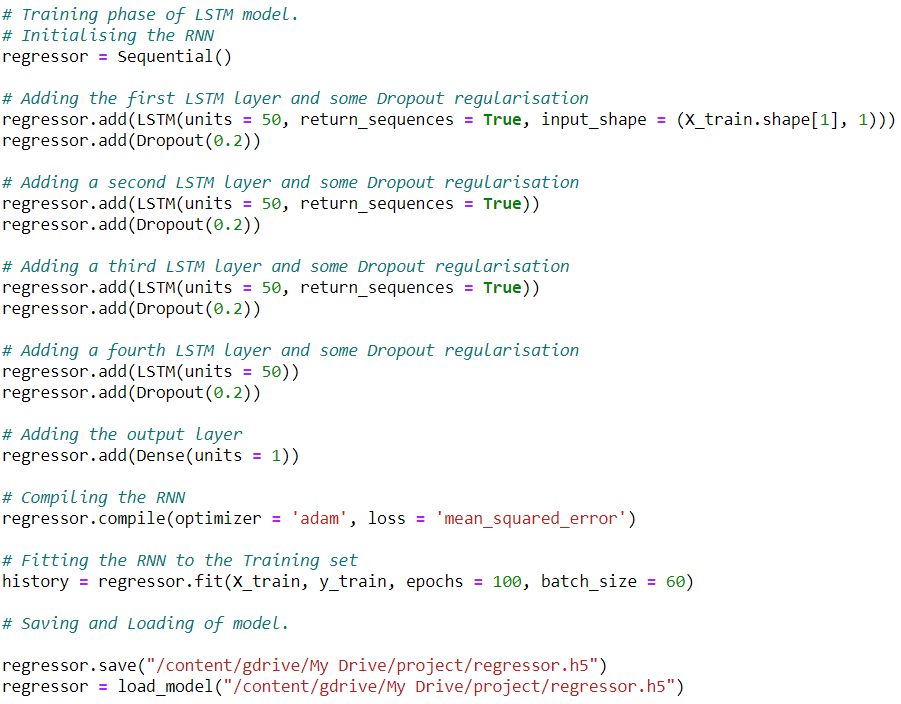 # Training phase of LSTM model.
# Initialising the RNN
regressor = Sequential()
# Adding the first LSTM layer and some Dropout regularisation
regressor.add(LSTM(units = 50, return_sequences = True, input_shape = (X_train.shape[1], 1)))
regressor.add(Dropout(0.2))
# Adding a second LSTM layer and some Dropout regularisation
regressor.add(LSTM(units = 50, return_sequences = True))
regressor.add(Dropout(0.2))
# Adding a third LSTM layer and some Dropout regularisation
regressor.add(LSTM(units = 50, return_sequences = True))
regressor.add(Dropout(0.2))
# Adding a fourth LSTM layer and some Dropout regularisation
regressor.add(LSTM(units = 50))
regressor.add(Dropout(0.2))
# Adding the output layer
regressor.add(Dense(units = 1))
# Compiling the RNN
regressor.compile(optimizer = 'adam', loss = 'mean_squared_error')
# Fitting the RNN to the Training set
history = regressor.fit(X_train, y_train, epochs = 100, batch_size = 60)
# Saving and Loading of model.
regressor.save("/content/gdrive/My Drive/project/regressor.h5")
regressor = load_model("/content/gdrive/My Drive/project/regressor.h5")